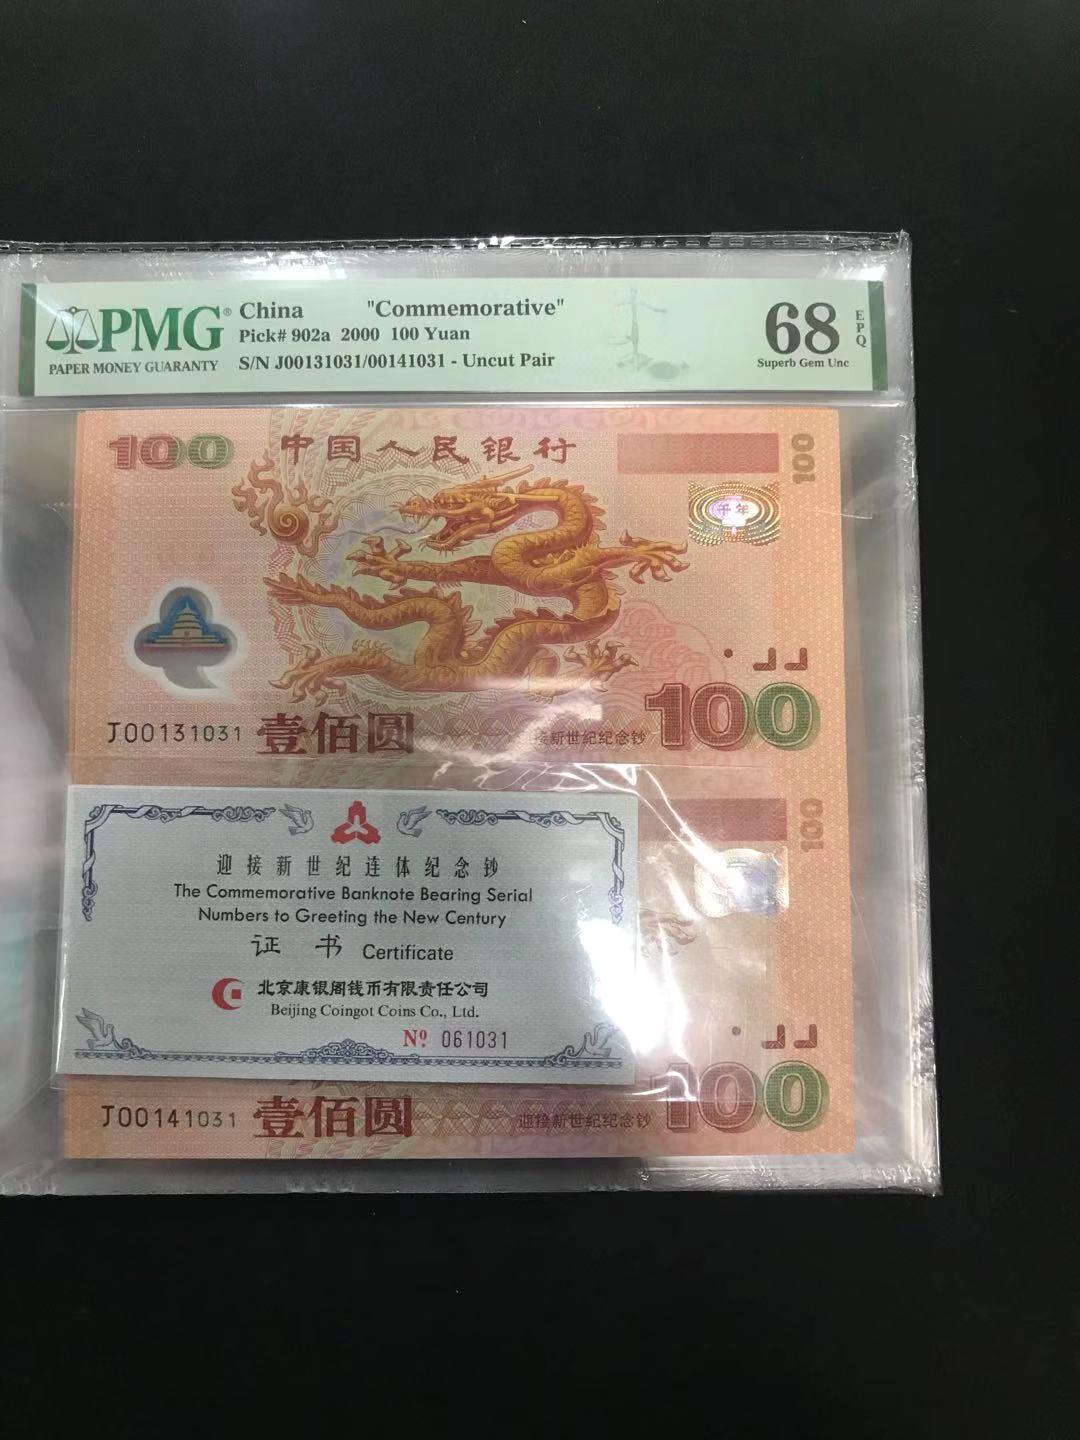 PMG®
PAPER MONEY GUARANTY
China "Commemorative"
Pick# 902a 2000 100 Yuan
S/N J00131031/00141031 - Uncut Pair
68
EPQ
Superb Gem Unc
100 中国人民银行 100
千年
J00131031 壹佰圆 接新世纪纪念钞 100
100
迎接新世纪连体纪念钞
The Commemorative Banknote Bearing Serial
Numbers to Greeting the New Century
证 书 Certificate
北京康银阁钱币有限责任公司
Beijing Coingot Coins Co., Ltd.
Nº 061031
J00141031 壹佰圆 迎接新世纪纪念钞 100